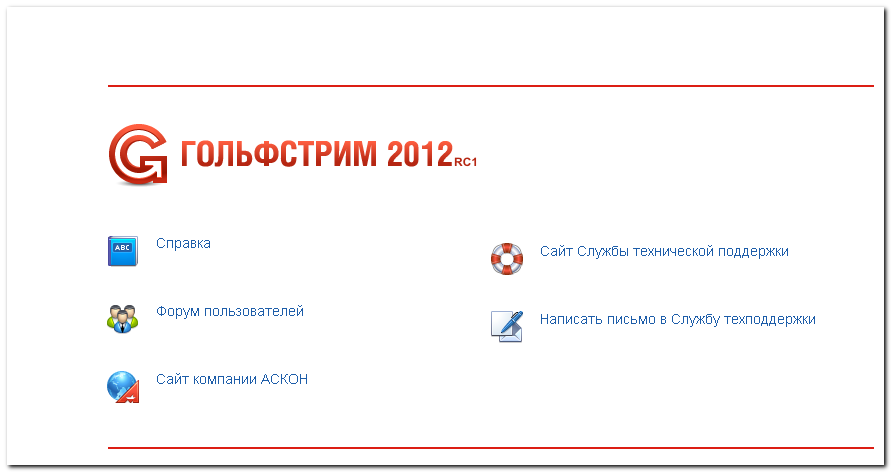 ГОЛЬФСТРИМ 2012 RC1
ABC
Справка
Сайт Службы технической поддержки
Форум пользователей
Написать письмо в Службу техподдержки
Сайт компании АСКОН